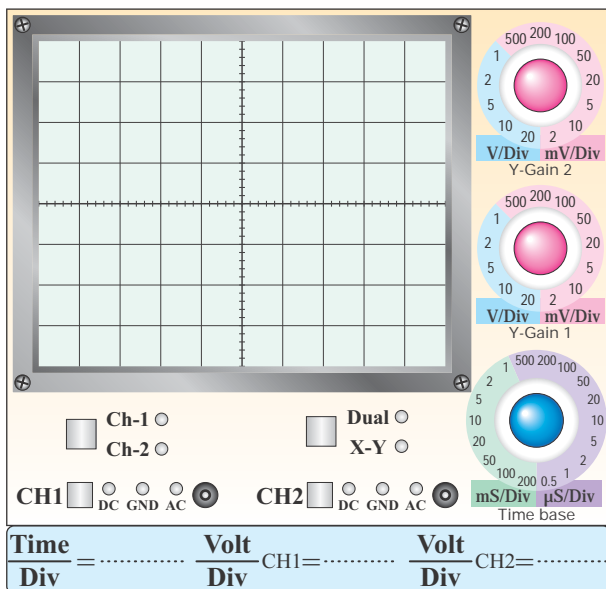 500 200 100
1 50
2 20
5 5
10 10
20 2
V/Div mV/Div
Y-Gain 2
500 200 100
1 50
2 20
5 5
10 10
20 2
V/Div mV/Div
Y-Gain 1
1 500 200 100
2 50
5 20
10 10
20 5
50 2
100 200 0.5 1
mS/Div µS/Div
Time base
Ch-1 Dual
Ch-2 X-Y
CH1 CH2
DC GND AC DC GND AC
Time/Div = ............ Volt/Div CH1=.......... Volt/Div CH2=..........